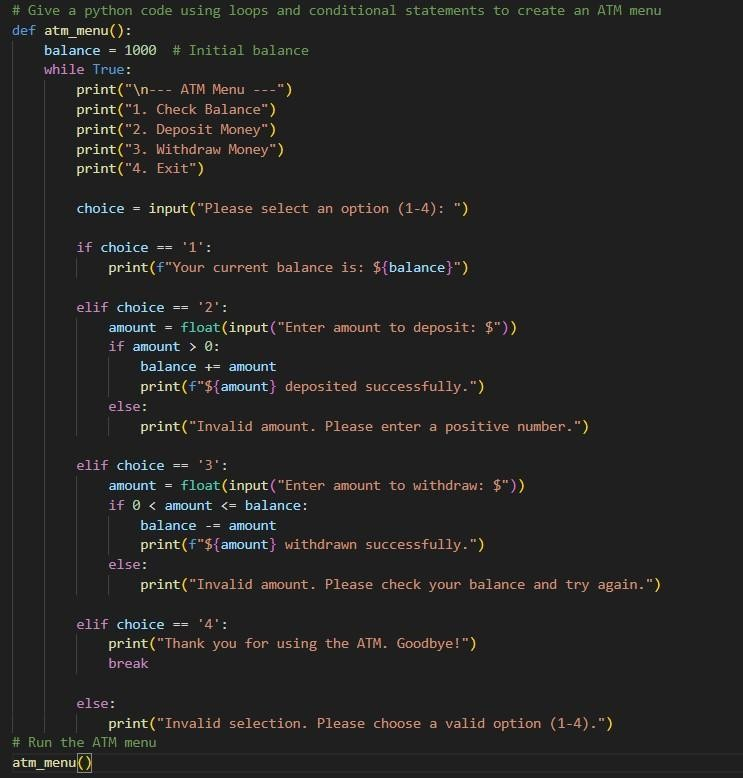 # Give a python code using loops and conditional statements to create an ATM menu
def atm_menu():
    balance = 1000  # Initial balance
    while True:
        print("\n--- ATM Menu ---")
        print("1. Check Balance")
        print("2. Deposit Money")
        print("3. Withdraw Money")
        print("4. Exit")

        choice = input("Please select an option (1-4): ")

        if choice == '1':
            print(f"Your current balance is: ${balance}")

        elif choice == '2':
            amount = float(input("Enter amount to deposit: $"))
            if amount > 0:
                balance += amount
                print(f"${amount} deposited successfully.")
            else:
                print("Invalid amount. Please enter a positive number.")

        elif choice == '3':
            amount = float(input("Enter amount to withdraw: $"))
            if 0 < amount <= balance:
                balance -= amount
                print(f"${amount} withdrawn successfully.")
            else:
                print("Invalid amount. Please check your balance and try again.")

        elif choice == '4':
            print("Thank you for using the ATM. Goodbye!")
            break

        else:
            print("Invalid selection. Please choose a valid option (1-4).")
# Run the ATM menu
atm_menu()